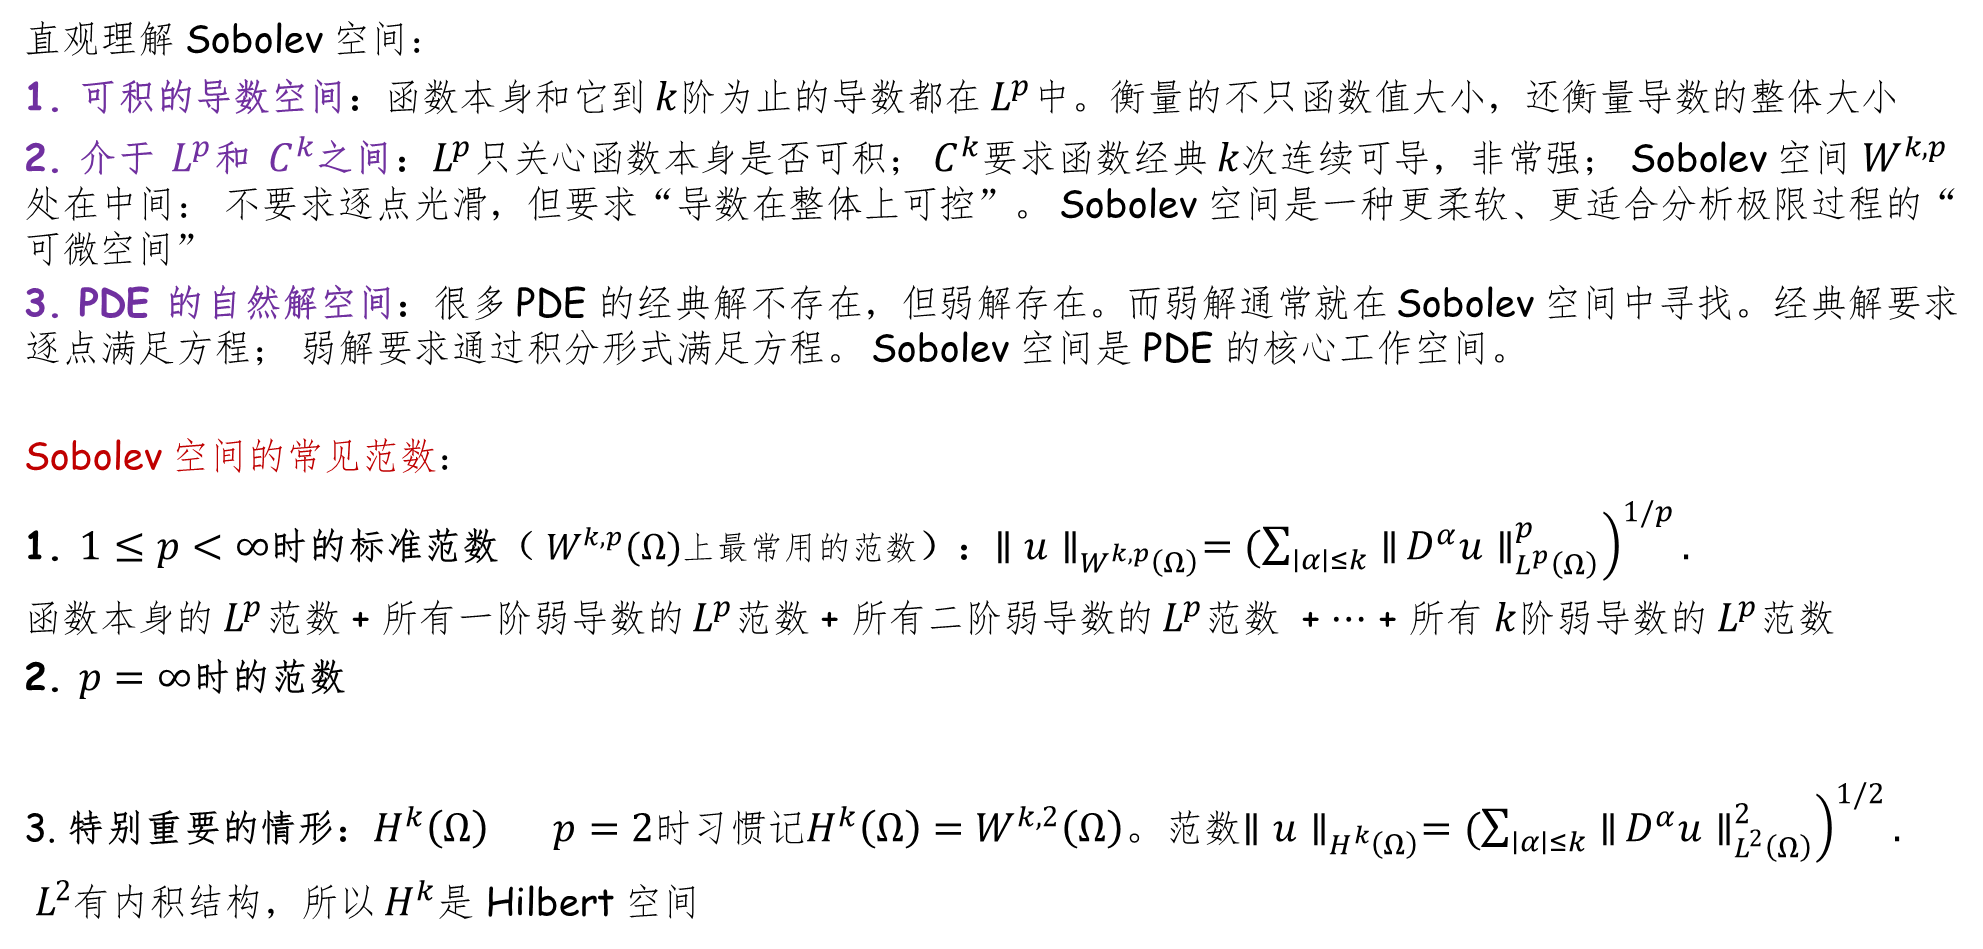 直观理解 Sobolev 空间：
1. 可积的导数空间：函数本身和它到 k阶为止的导数都在 L^p 中。衡量的不只函数值大小，还衡量导数的整体大小
2. 介于 L^p和 C^k之间：L^p 只关心函数本身是否可积； C^k要求函数经典 k次连续可导，非常强； Sobolev 空间 W^{k,p}
处在中间： 不要求逐点光滑，但要求“导数在整体上可控”。 Sobolev 空间是一种更柔软、更适合分析极限过程的“
可微空间”
3. PDE 的自然解空间：很多 PDE 的经典解不存在，但弱解存在。而弱解通常就在 Sobolev 空间中寻找。经典解要求
逐点满足方程； 弱解要求通过积分形式满足方程。 Sobolev 空间是 PDE 的核心工作空间。
Sobolev 空间的常见范数：
1. 1 ≤ p < ∞时的标准范数（ W^{k,p}(Ω)上最常用的范数）：∥ u ∥_{W^{k,p}(Ω)}= (∑_{|α|≤k} ∥ D^α u ∥_{L^p(Ω)}^p)^{1/p} .
函数本身的 L^p 范数 + 所有一阶弱导数的 L^p 范数 + 所有二阶弱导数的 L^p 范数 + ⋯ + 所有 k阶弱导数的 L^p 范数
2. p = ∞时的范数
3. 特别重要的情形：H^k(Ω) p = 2时习惯记H^k(Ω) = W^{k,2}(Ω)。范数∥ u ∥_{H^k(Ω)}= (∑_{|α|≤k} ∥ D^α u ∥_{L^2(Ω)}^2)^{1/2} .
L^2有内积结构，所以 H^k是 Hilbert 空间